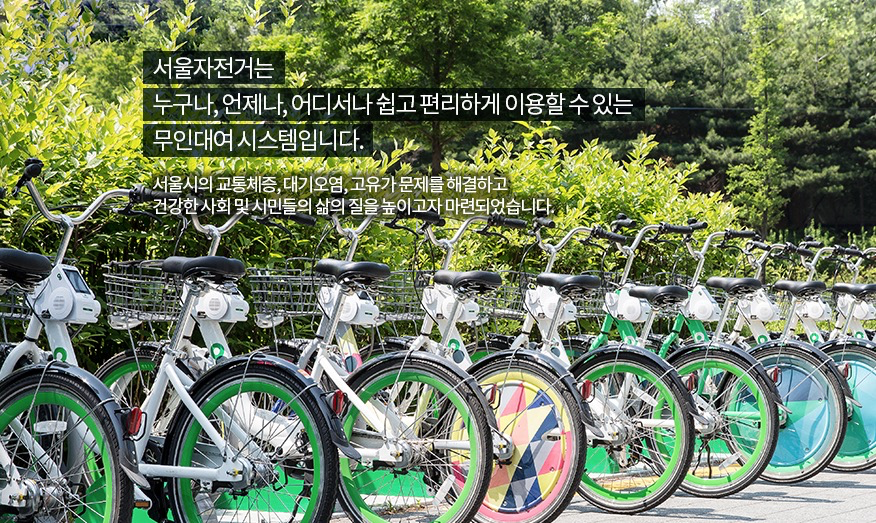 서울자전거는
누구나, 언제나, 어디서나 쉽고 편리하게 이용할 수 있는
무인대여 시스템입니다.
서울시의 교통체증, 대기오염, 고유가 문제를 해결하고
건강한 사회 및 시민들의 삶의 질을 높이고자 마련되었습니다.